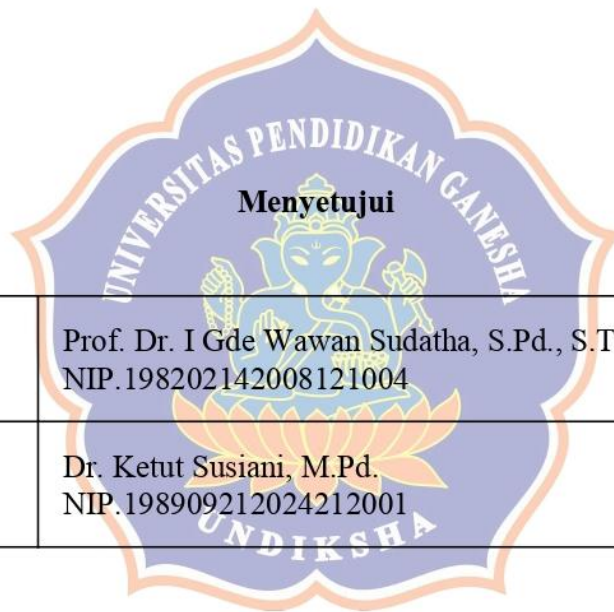 UNIVERSITAS PENDIDIKAN GANESHA
Menyetujui
Prof. Dr. I Gde Wawan Sudatha, S.Pd., S.T
NIP.198202142008121004
Dr. Ketut Susiani, M.Pd.
NIP.198909212024212001
UNDIKSHA